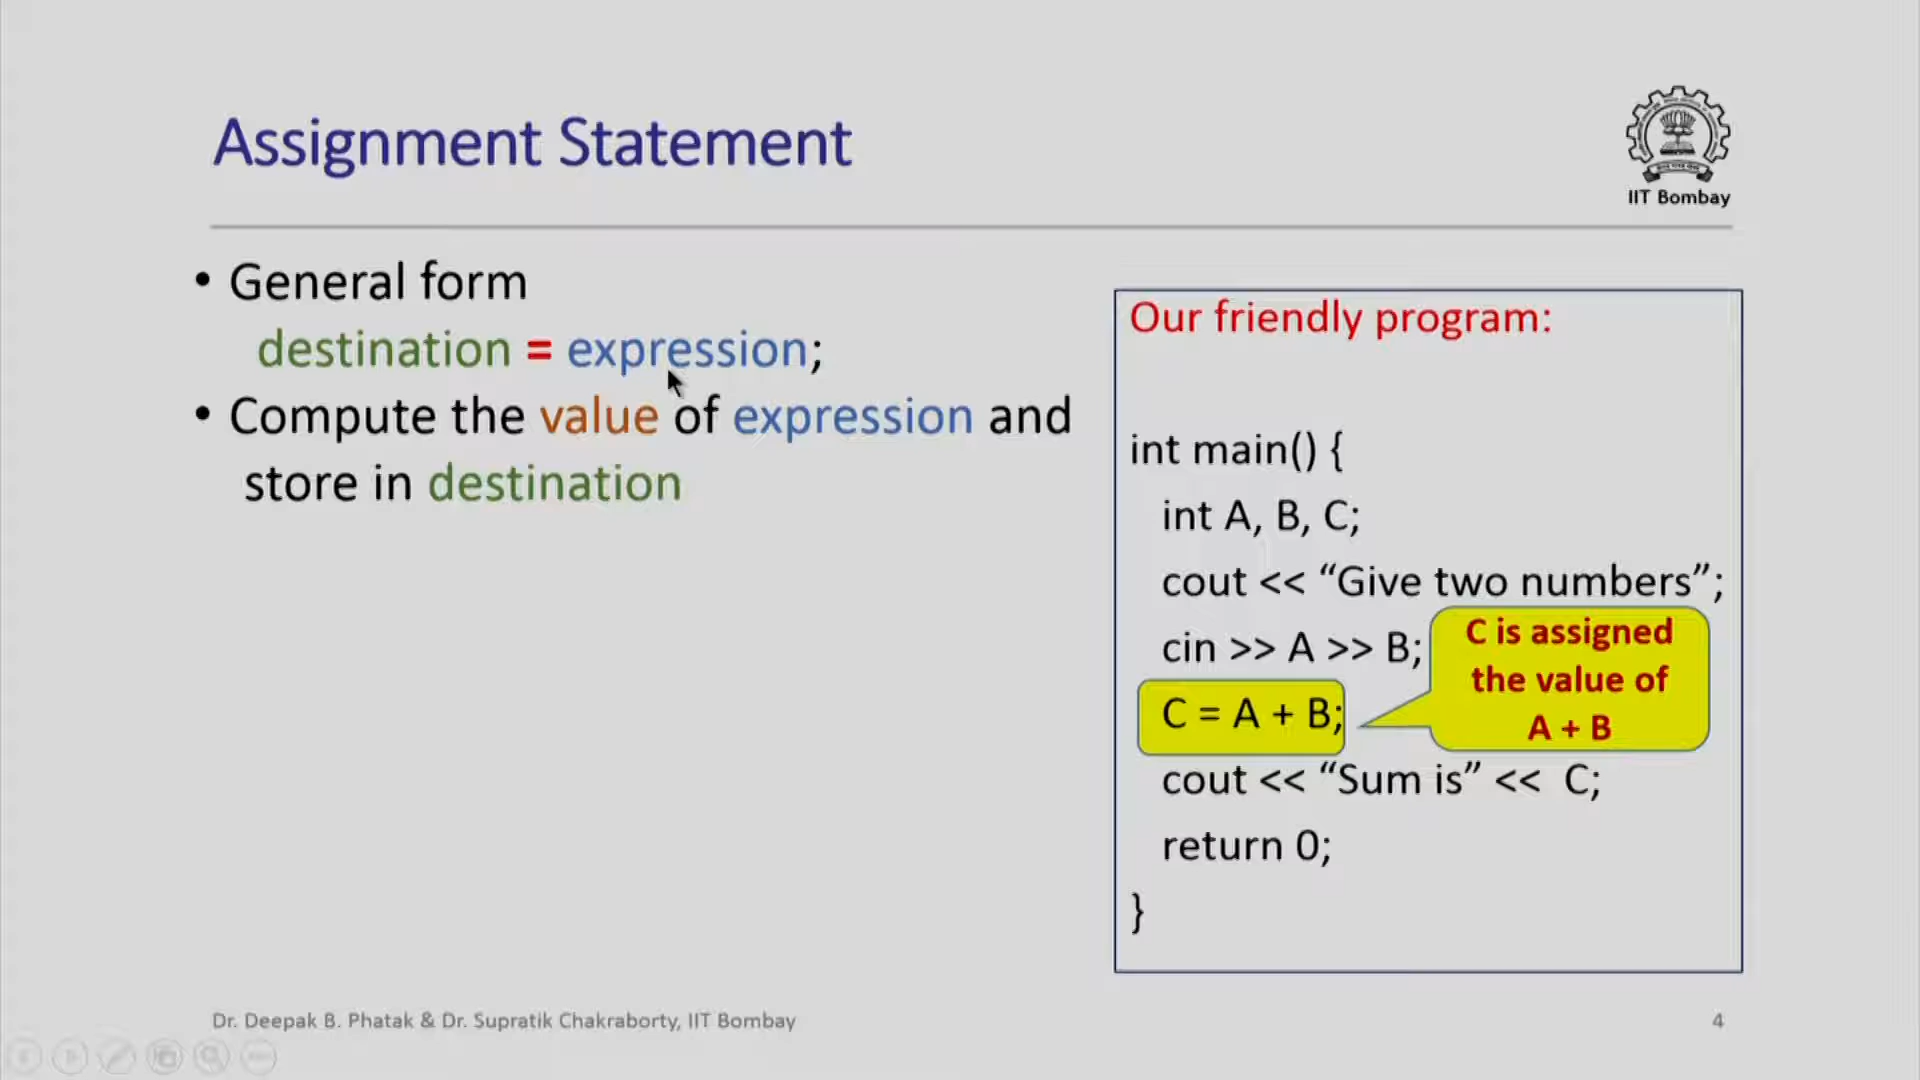 Assignment Statement
IIT Bombay
• General form
destination = expression;
• Compute the value of expression and
store in destination
Our friendly program:
int main() {
int A, B, C;
cout << “Give two numbers”;
cin >> A >> B;
C = A + B;
cout << “Sum is” << C;
return 0;
}
C is assigned
the value of
A + B
Dr. Deepak B. Phatak & Dr. Supratik Chakraborty, IIT Bombay
4